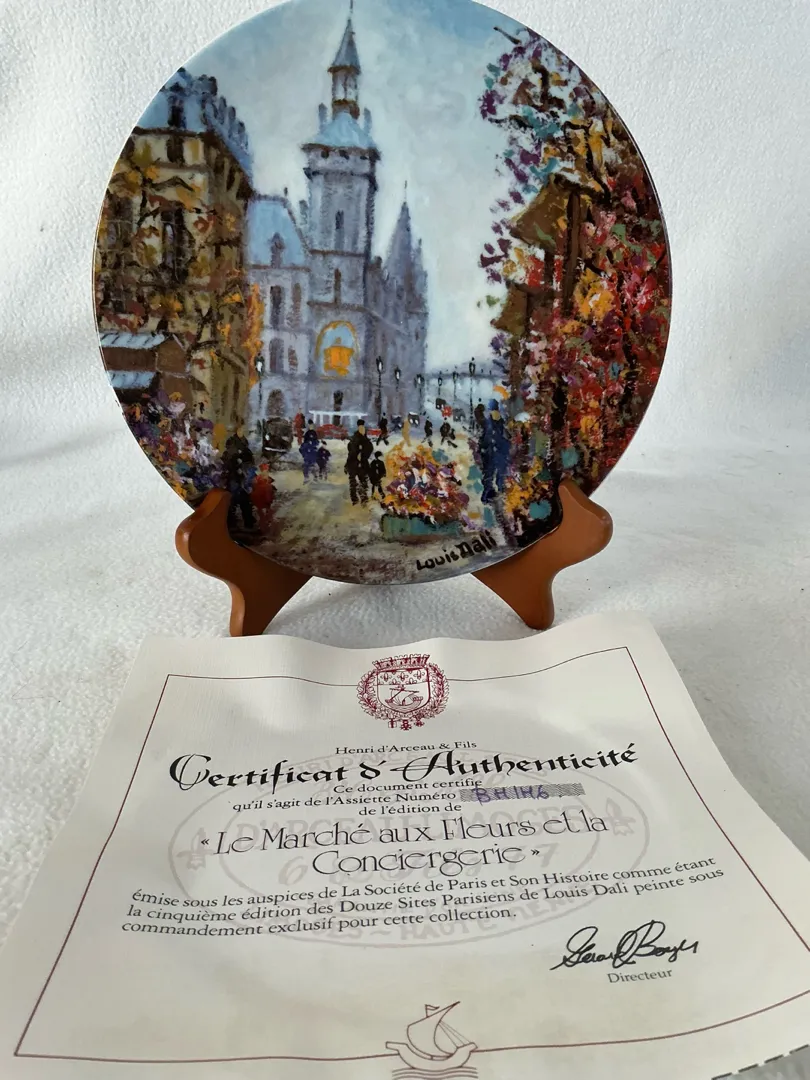 Louis Dali
Henri d'Arceau & Fils
Certificat d'Authenticité
Ce document certifie
qu'il s'agit de l'Assiette Numéro
de l'édition de
« Le Marché aux Fleurs et la
Conciergerie »
émise sous les auspices de La Société de Paris et Son Histoire comme étant
la cinquième édition des Douze Sites Parisiens de Louis Dali peinte sous
commandement exclusif pour cette collection.
Directeur